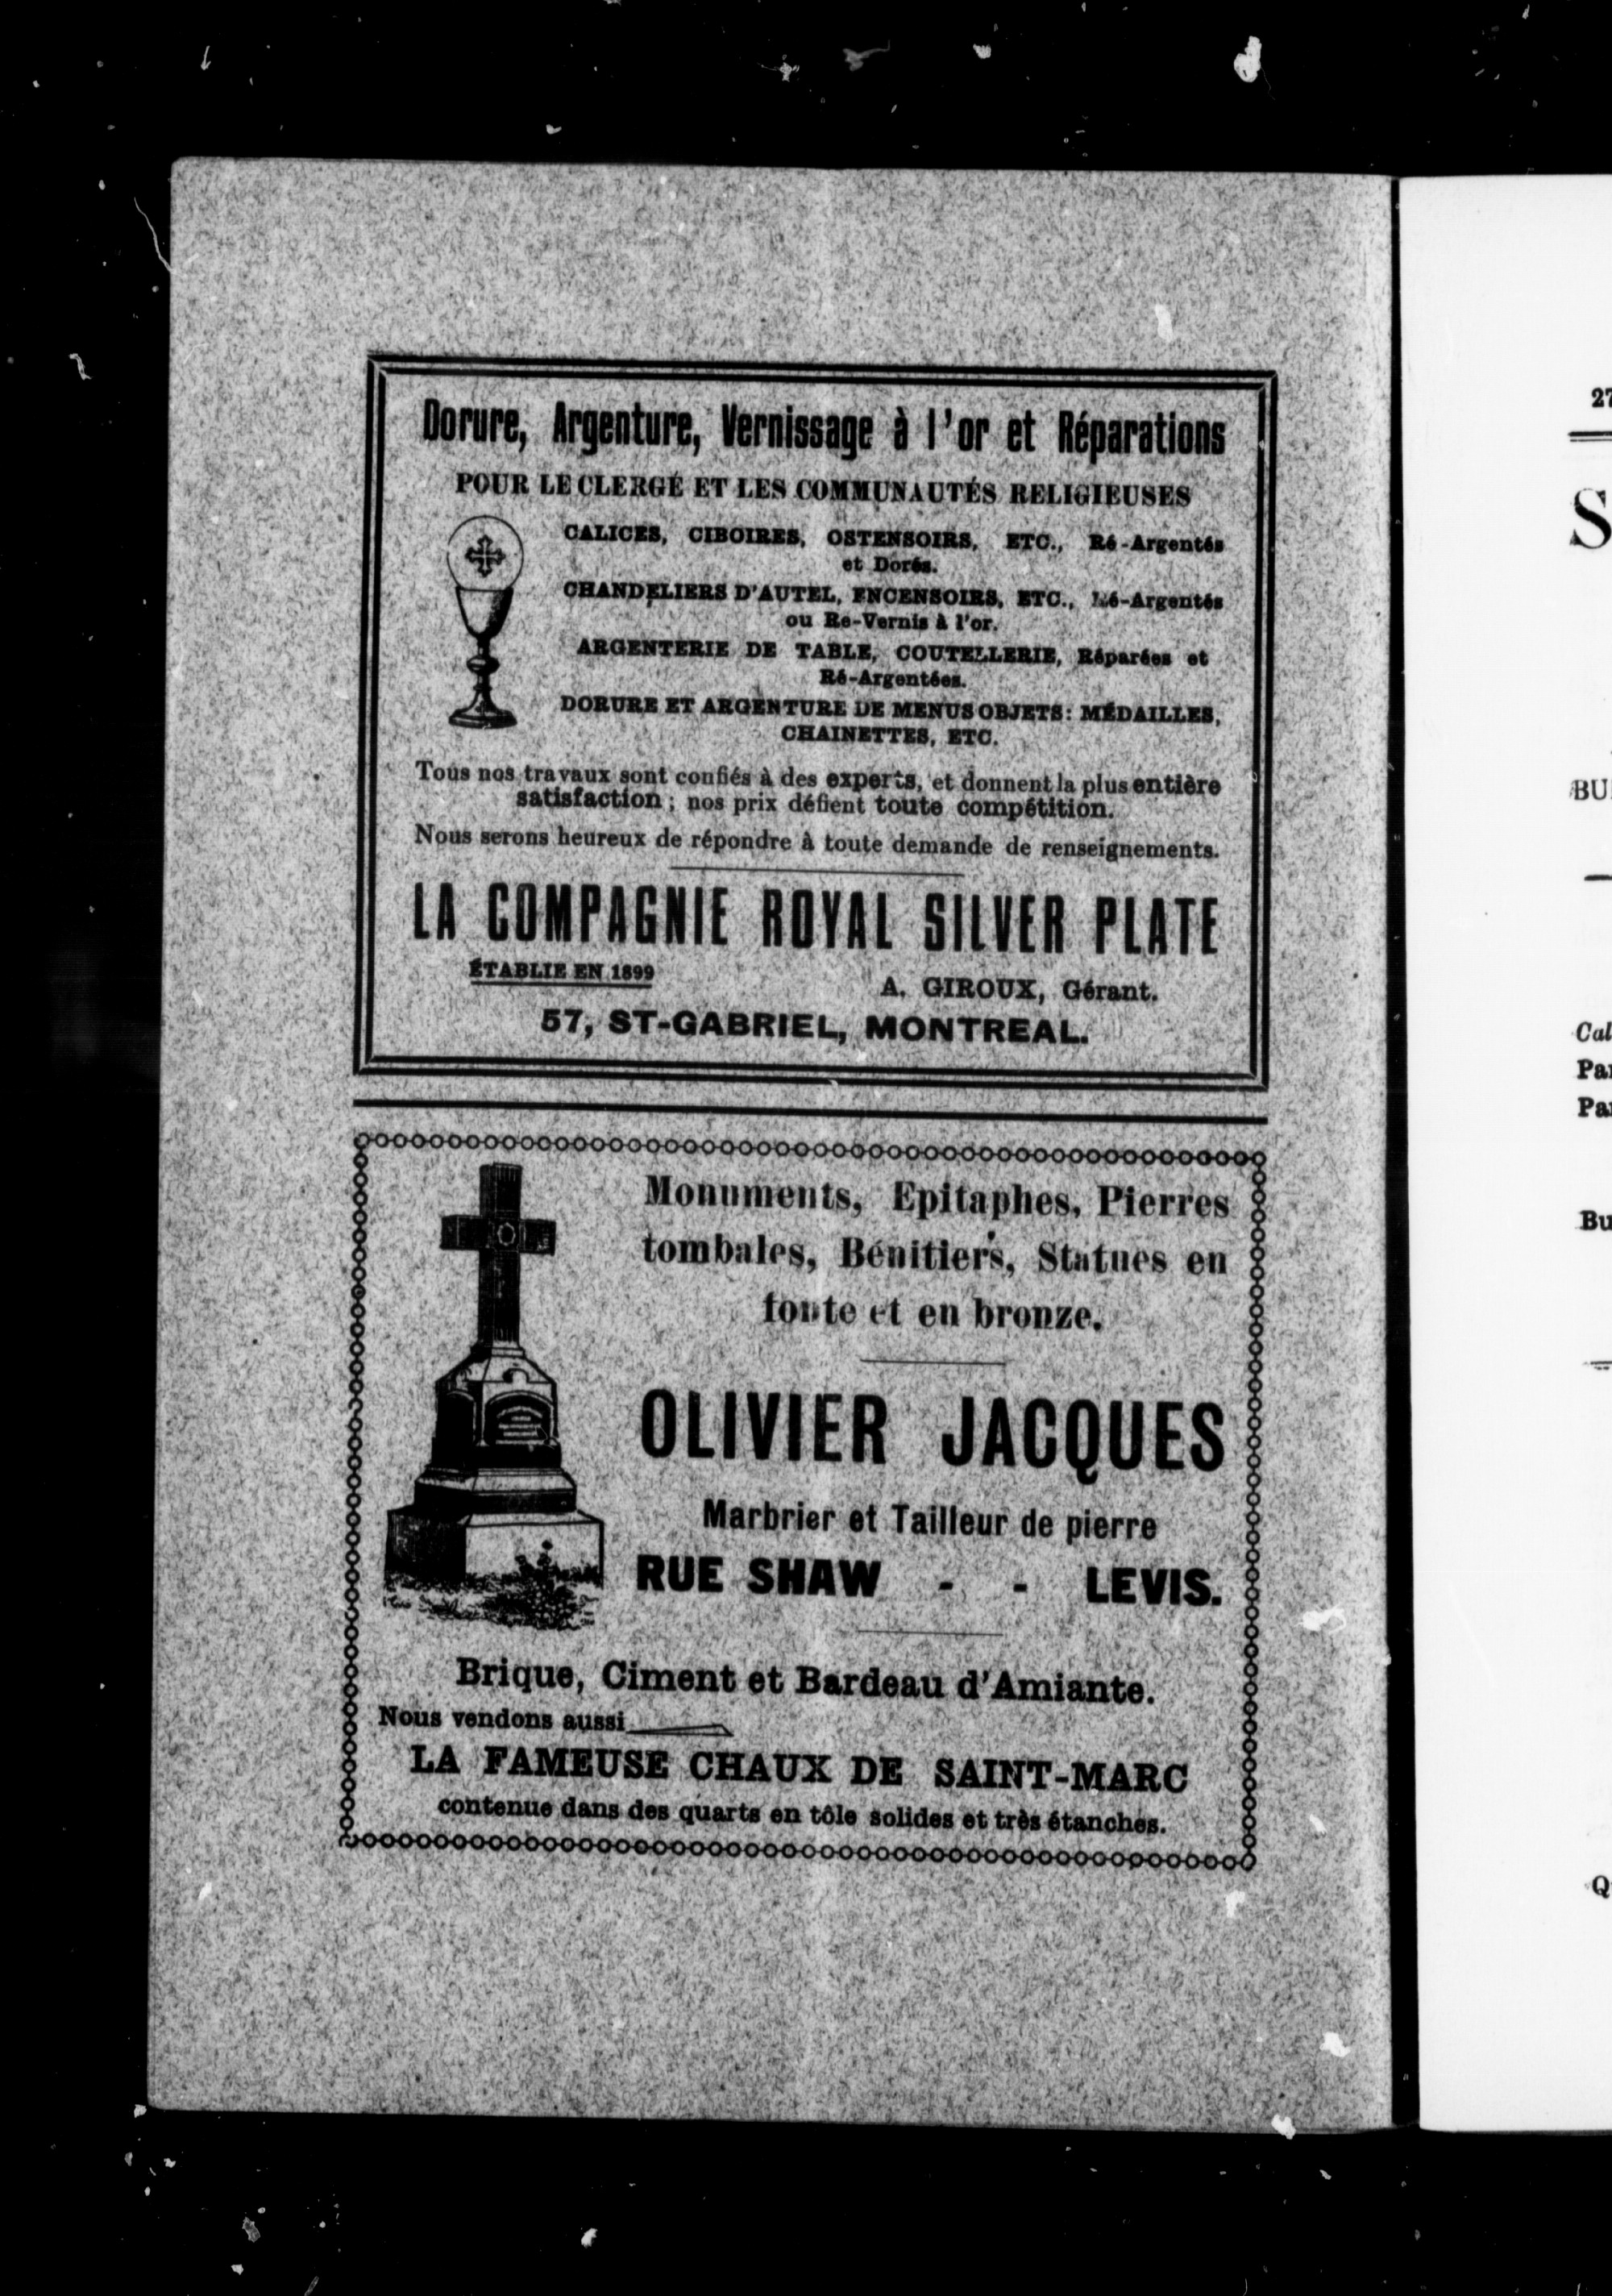 Dorure, Argenture, Vernissage à l'or et Réparations
POUR LE CLERGÉ ET LES COMMUNAUTÉS RELIGIEUSES
CALICES, CIBOIRES, OSTENSOIRS, ETC., Ré-Argentés
et Dorés.
CHANDELIERS D'AUTEL, ENCENSOIRS, ETC., Ré-Argentés
ou Re-Vernis à l'or.
ARGENTERIE DE TABLE, COUTELLERIE, Réparées et
Ré-Argentées.
DORURE ET ARGENTURE DE MENUS OBJETS: MÉDAILLES,
CHAINETTES, ETC.
Tous nos travaux sont confiés à des experts, et donnent la plus entière
satisfaction; nos prix défient toute compétition.
Nous serons heureux de répondre à toute demande de renseignements.
LA COMPAGNIE ROYAL SILVER PLATE
ÉTABLIE EN 1899
A. GIROUX, Gérant.
57, ST-GABRIEL, MONTREAL.
Monuments, Epitaphes, Pierres
tombales, Bénitiers, Statues en
fonte et en bronze.
OLIVIER JACQUES
Marbrier et Tailleur de pierre
RUE SHAW - - LEVIS.
Brique, Ciment et Bardeau d'Amiante.
Nous vendons aussi
LA FAMEUSE CHAUX DE SAINT-MARC
contenue dans des quarts en tôle solides et très étanches.
27
S
BU
Cal
Par
Par
Bu
Q